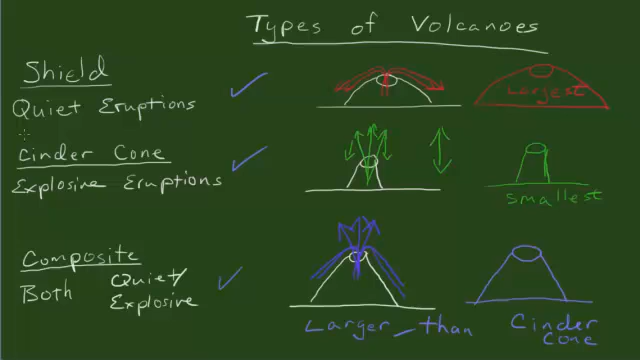 Types of Volcanoes
Shield
Quiet Eruptions
Largest
Cinder Cone
Explosive Eruptions
Smallest
Composite
Both Quiet/
Explosive
Larger than Cinder
Cone